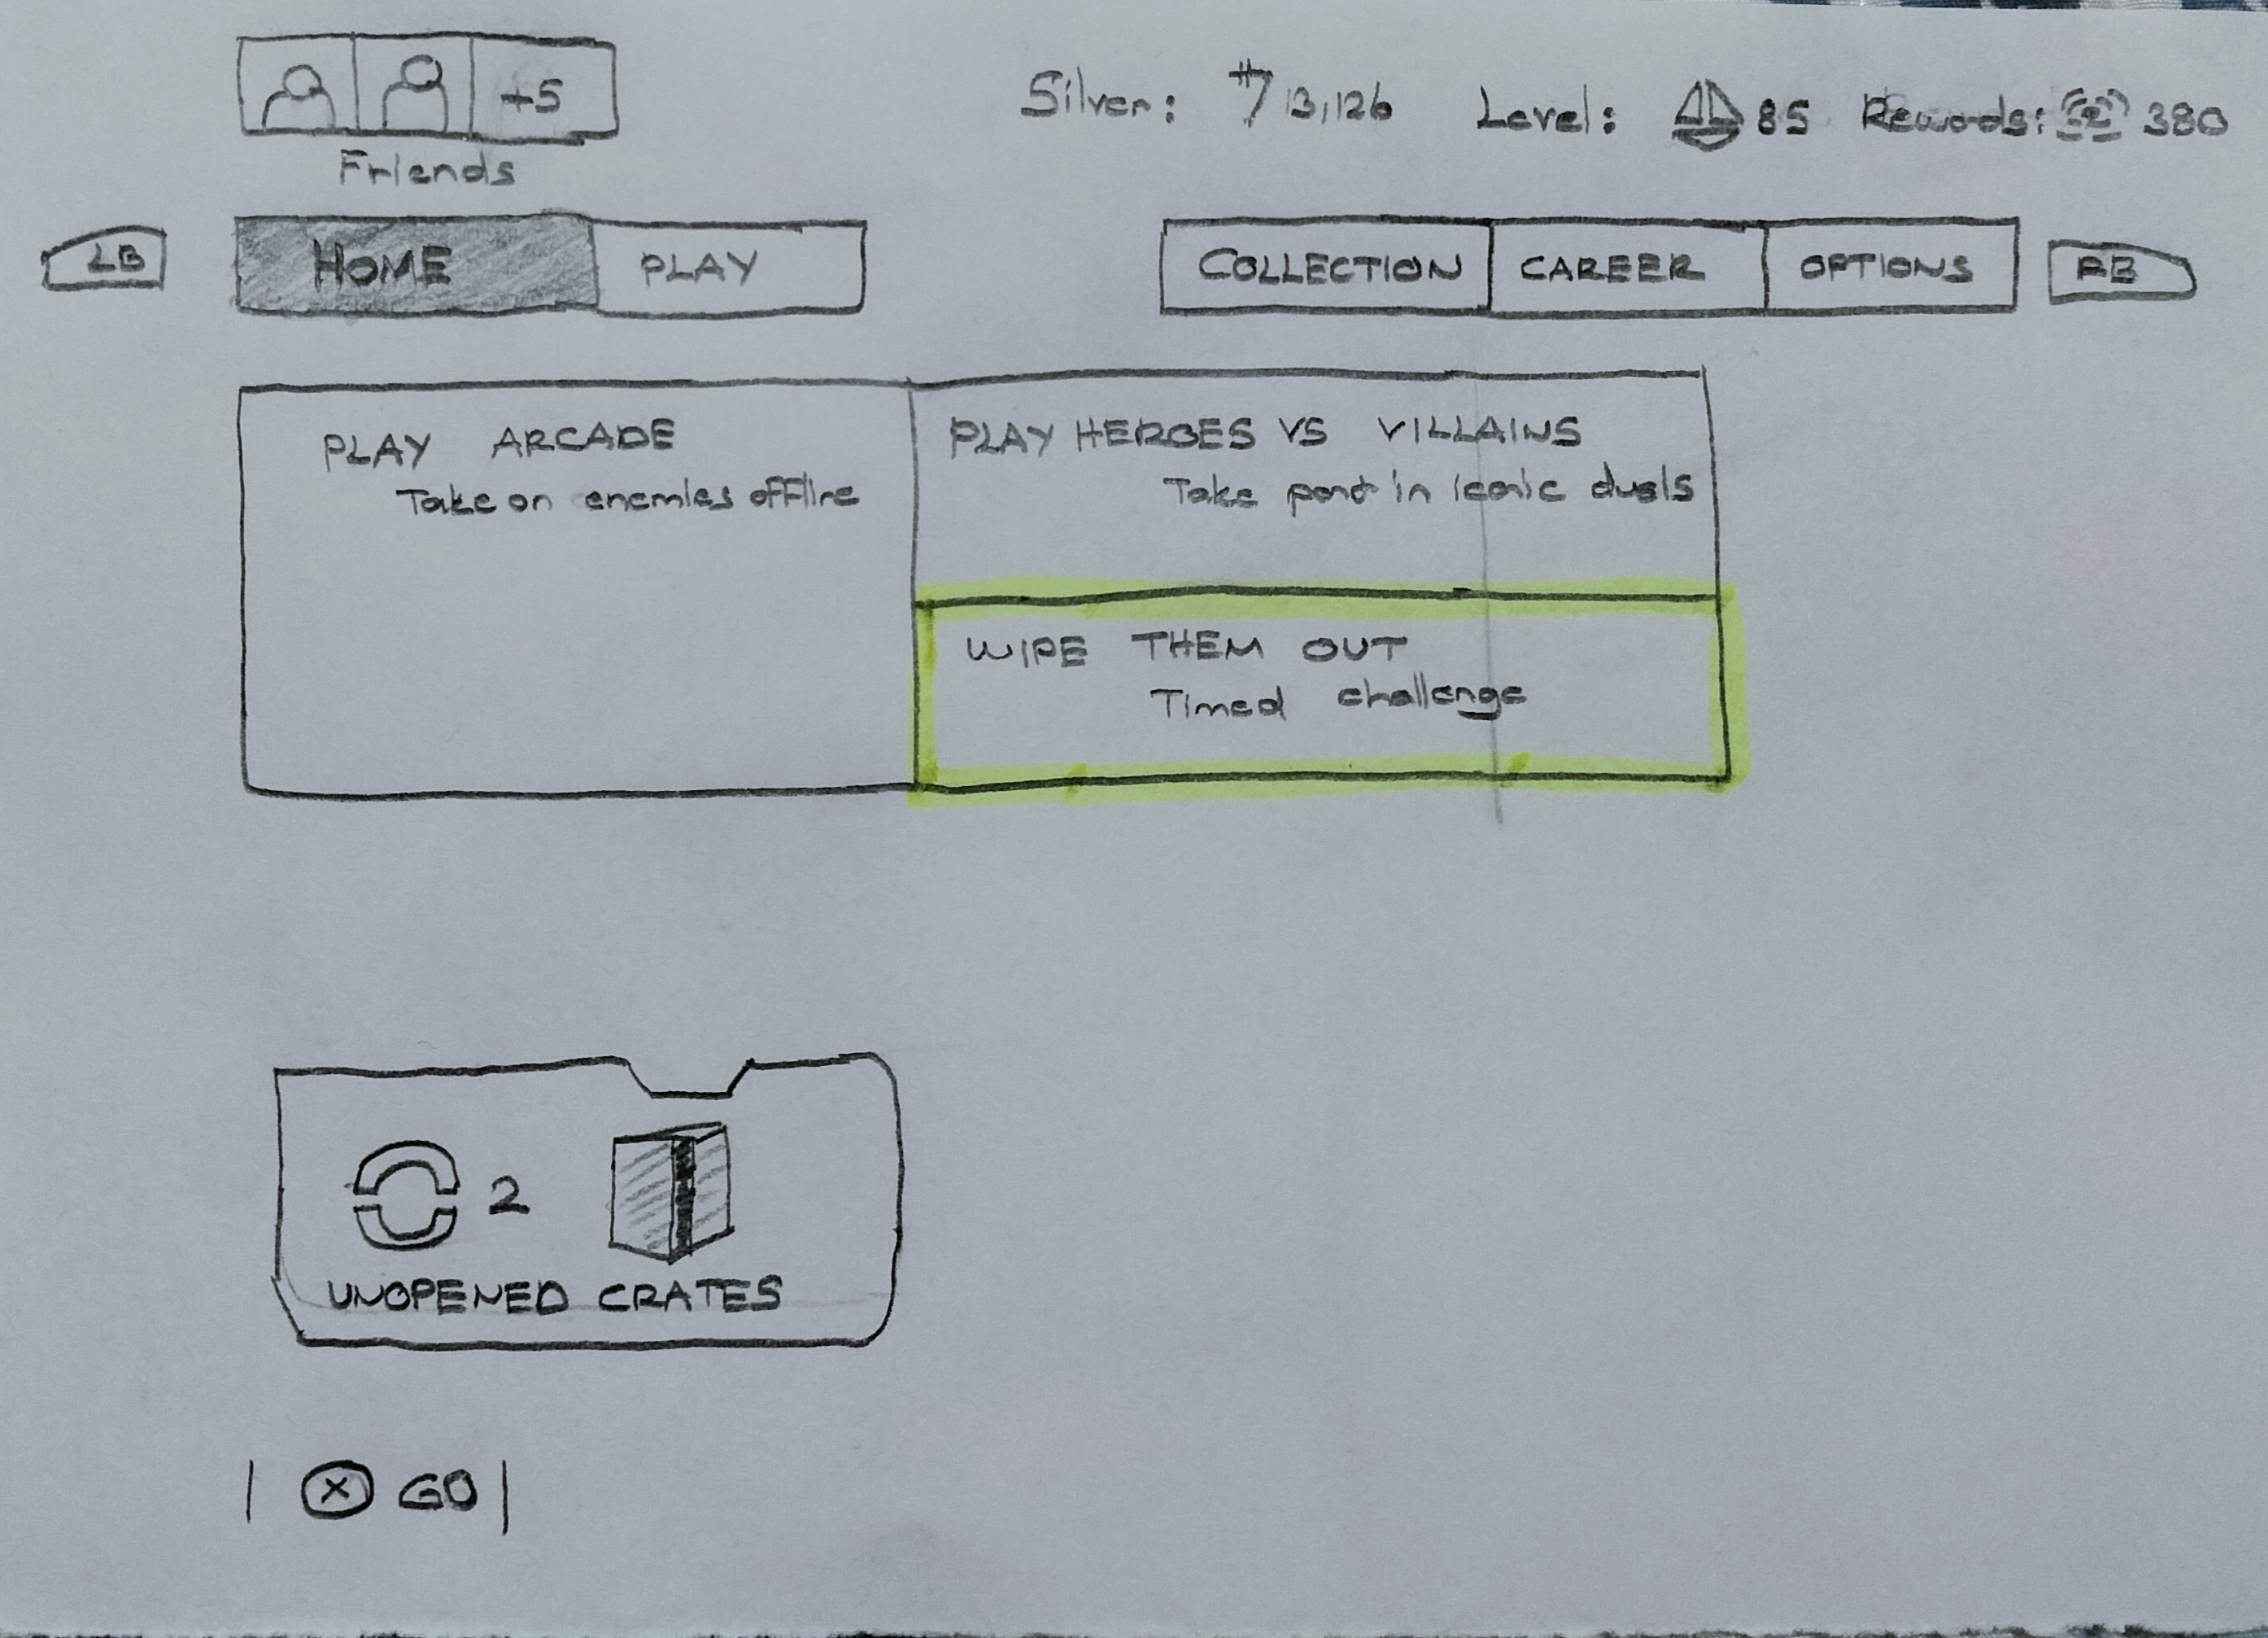 +5
Friends
Silver: 13,126 Level: 85 Rewards: 380
LB HOME PLAY COLLECTION CAREER OPTIONS RB
PLAY ARCADE
Take on enemies offline
PLAY HEROES VS VILLAINS
Take part in iconic duels
WIPE THEM OUT
Timed challenge
2
UNOPENED CRATES
X GO